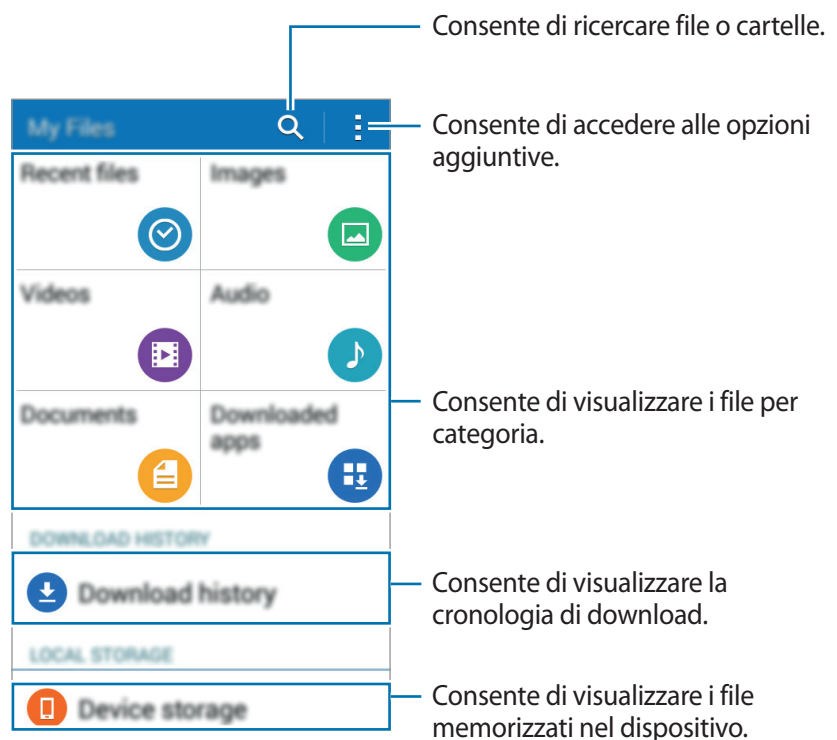 Consente di ricercare file o cartelle.
My Files
Consente di accedere alle opzioni
aggiuntive.
Recent files
Images
Videos
Audio
Documents
Downloaded
apps
Consente di visualizzare i file per
categoria.
DOWNLOAD HISTORY
Download history
Consente di visualizzare la
cronologia di download.
LOCAL STORAGE
Device storage
Consente di visualizzare i file
memorizzati nel dispositivo.